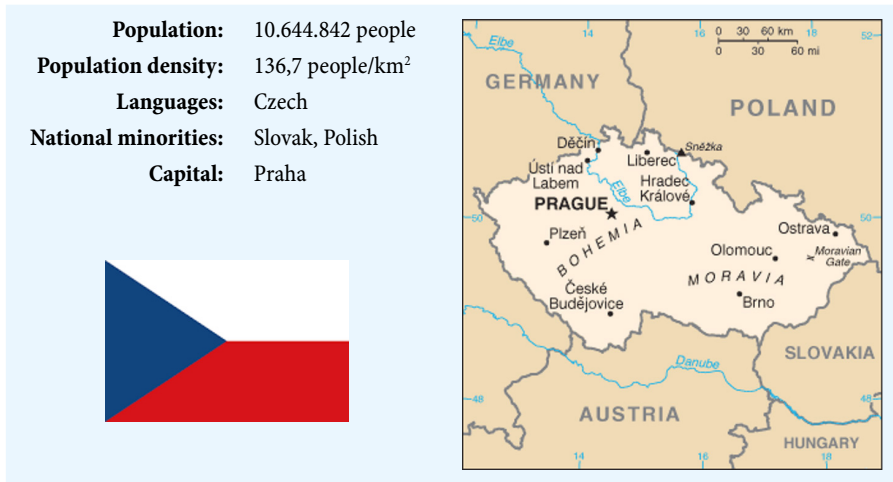 Population: 10.644.842 people
Population density: 136,7 people/km²
Languages: Czech
National minorities: Slovak, Polish
Capital: Praha
14
16
18
0 30 60 km
0 30 60 mi
52
Elbe
GERMANY
POLAND
Děčín
Sněžka
Ústí nad
Labem
Liberec
Elbe
Hradec
Králové
PRAGUE
50
50
Plzeň
BOHEMIA
Ostrava
Olomouc
Moravian
Gate
MORAVIA
České
Budějovice
Brno
SLOVAKIA
Danube
48
48
AUSTRIA
HUNGARY
14
16
18